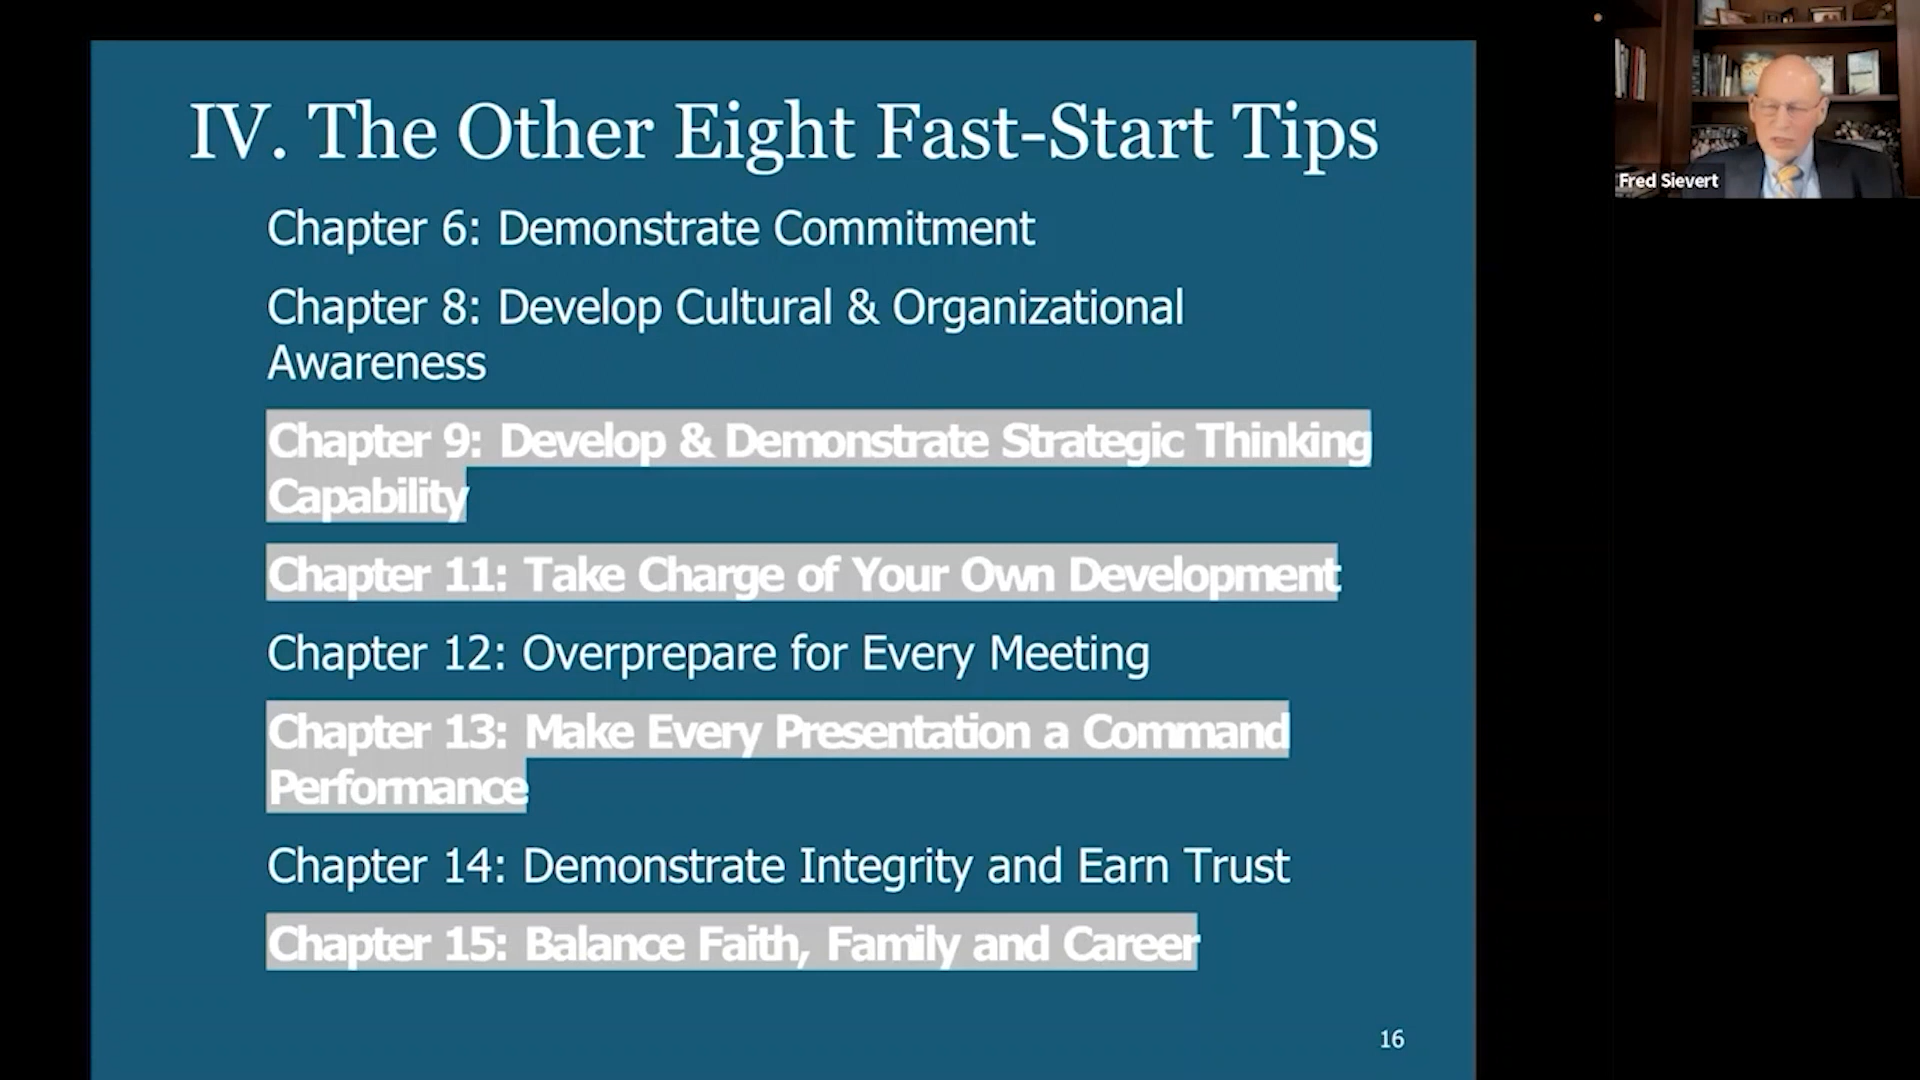 IV. The Other Eight Fast-Start Tips
Chapter 6: Demonstrate Commitment
Chapter 8: Develop Cultural & Organizational
Awareness
Chapter 9: Develop & Demonstrate Strategic Thinking
Capability
Chapter 11: Take Charge of Your Own Development
Chapter 12: Overprepare for Every Meeting
Chapter 13: Make Every Presentation a Command
Performance
Chapter 14: Demonstrate Integrity and Earn Trust
Chapter 15: Balance Faith, Family and Career
16
Fred Sievert